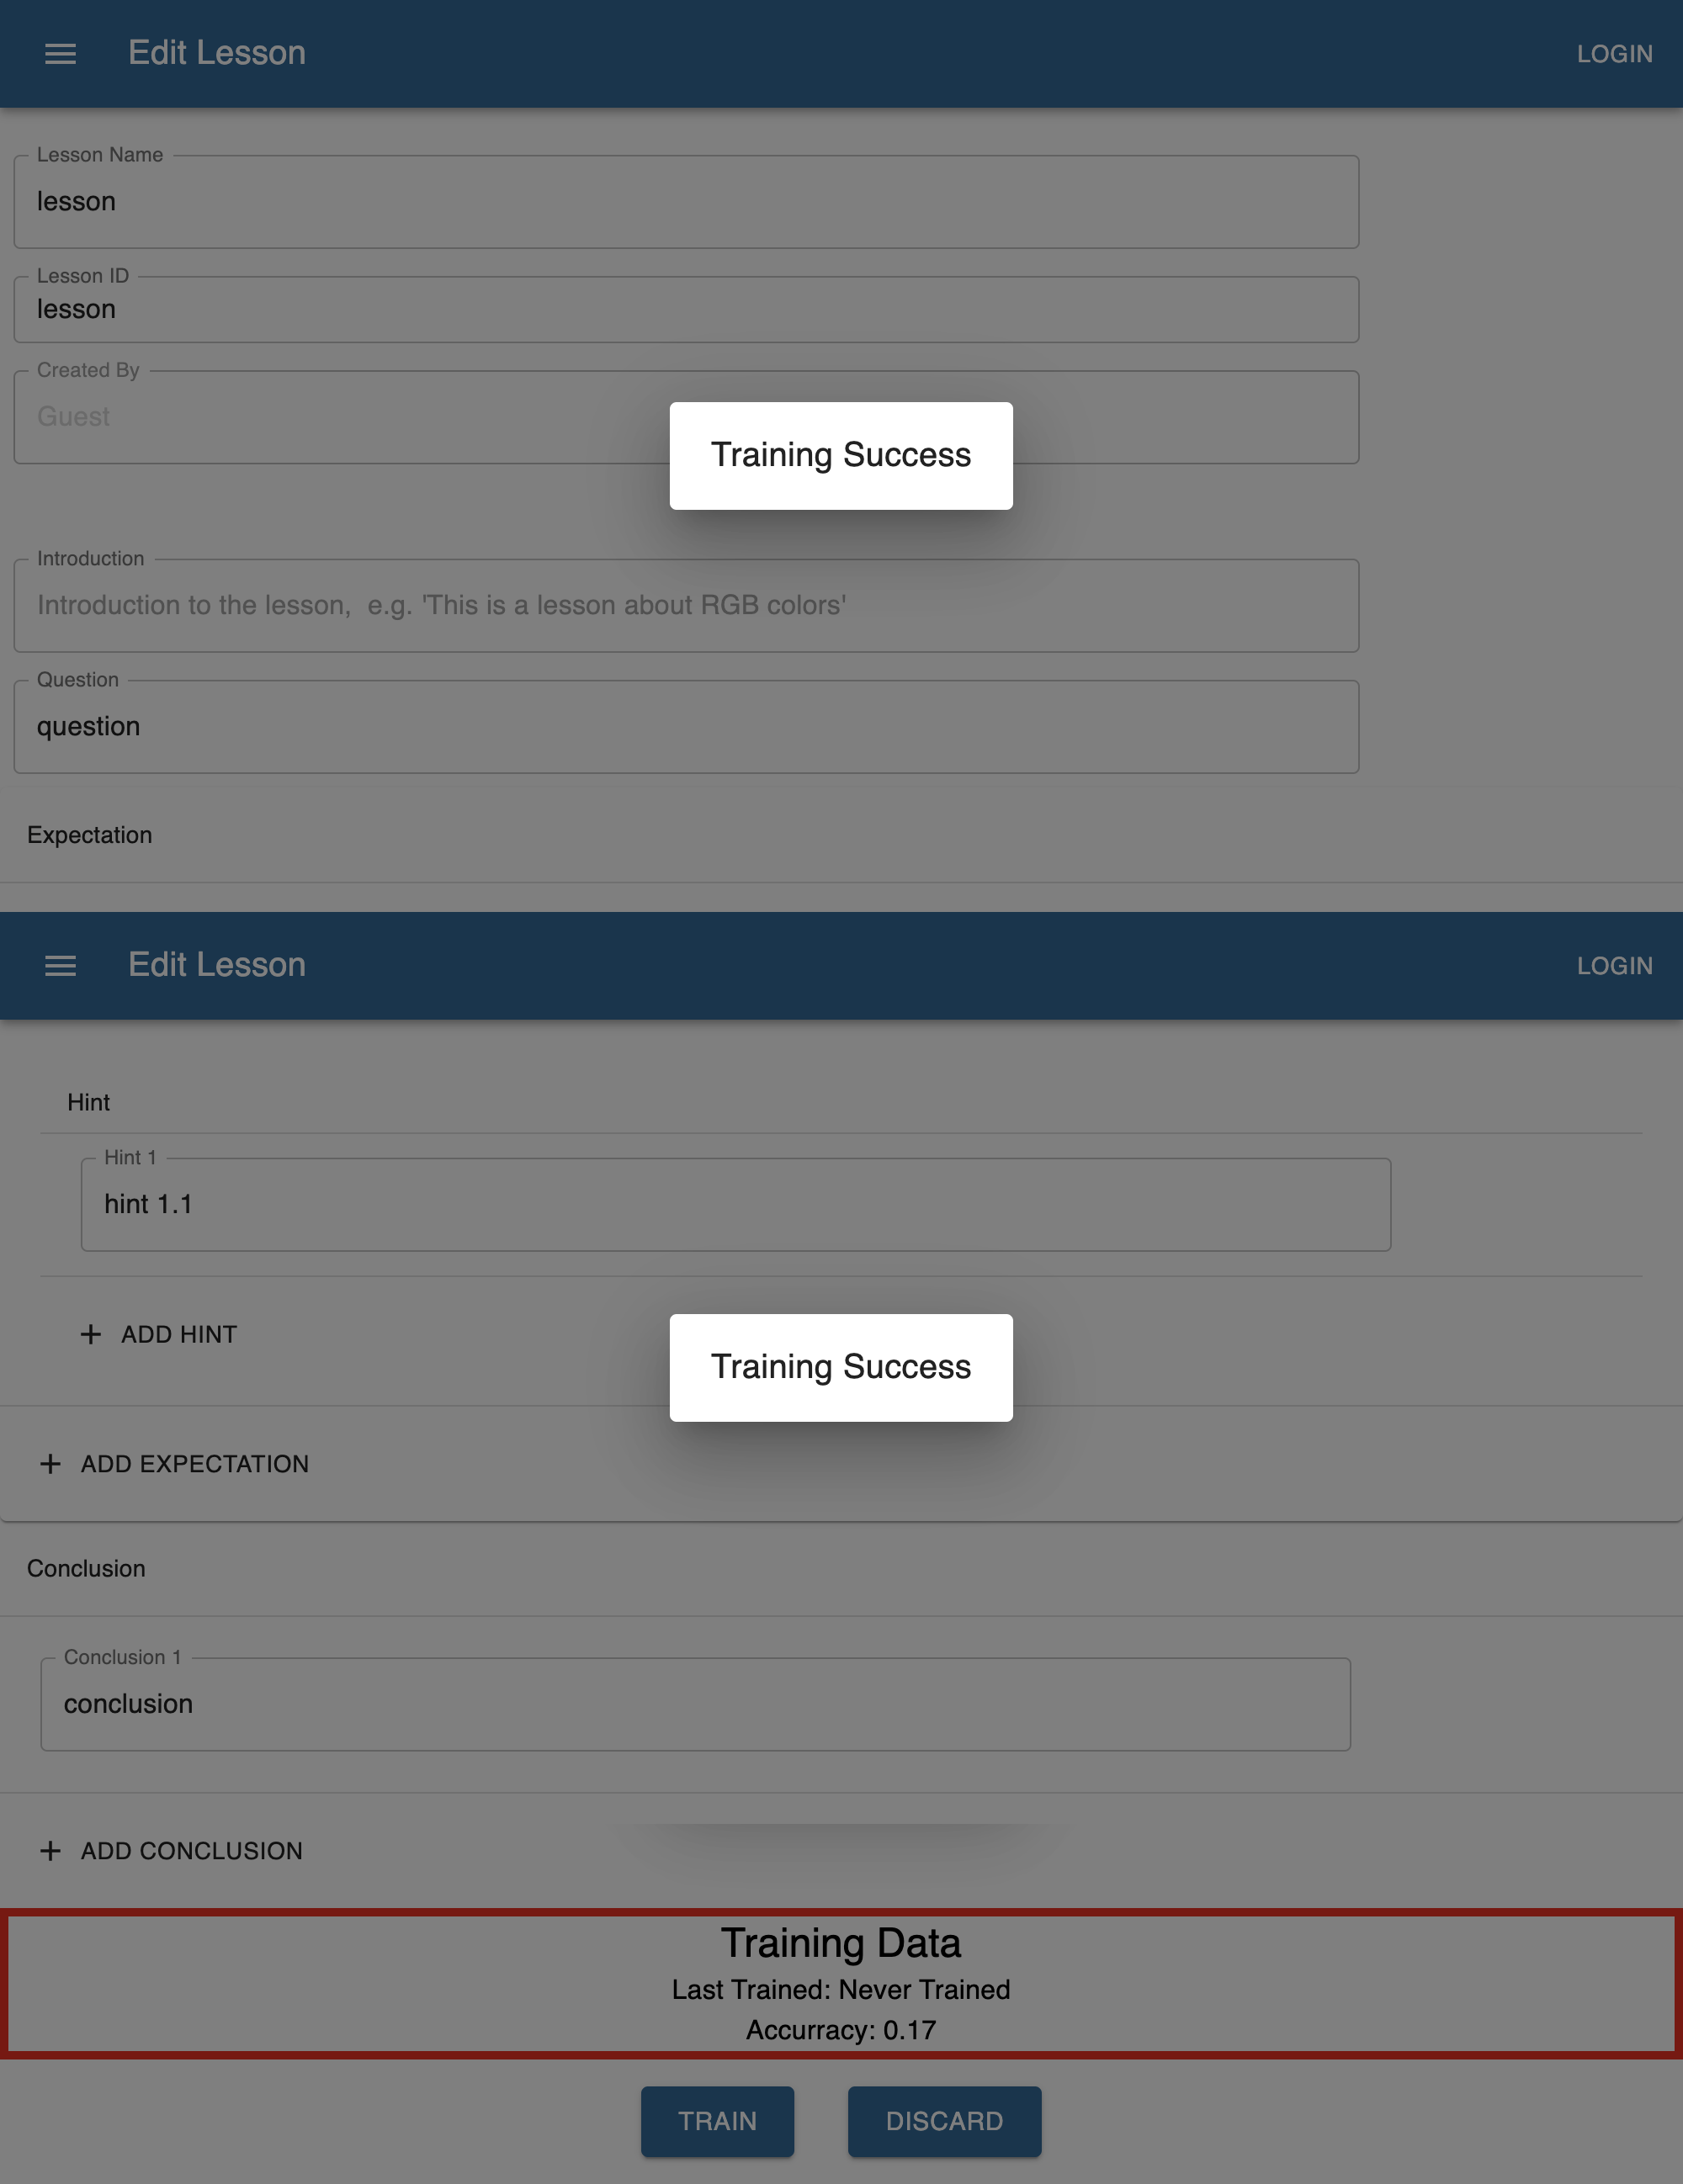 Edit Lesson
LOGIN
Lesson Name
lesson
Lesson ID
lesson
Created By
Guest
Training Success
Introduction
Introduction to the lesson,  e.g. 'This is a lesson about RGB colors'
Question
question
Expectation
Edit Lesson
LOGIN
Hint
Hint 1
hint 1.1
+ ADD HINT
Training Success
+ ADD EXPECTATION
Conclusion
Conclusion 1
conclusion
+ ADD CONCLUSION
Training Data
Last Trained: Never Trained
Accurracy: 0.17
TRAIN
DISCARD